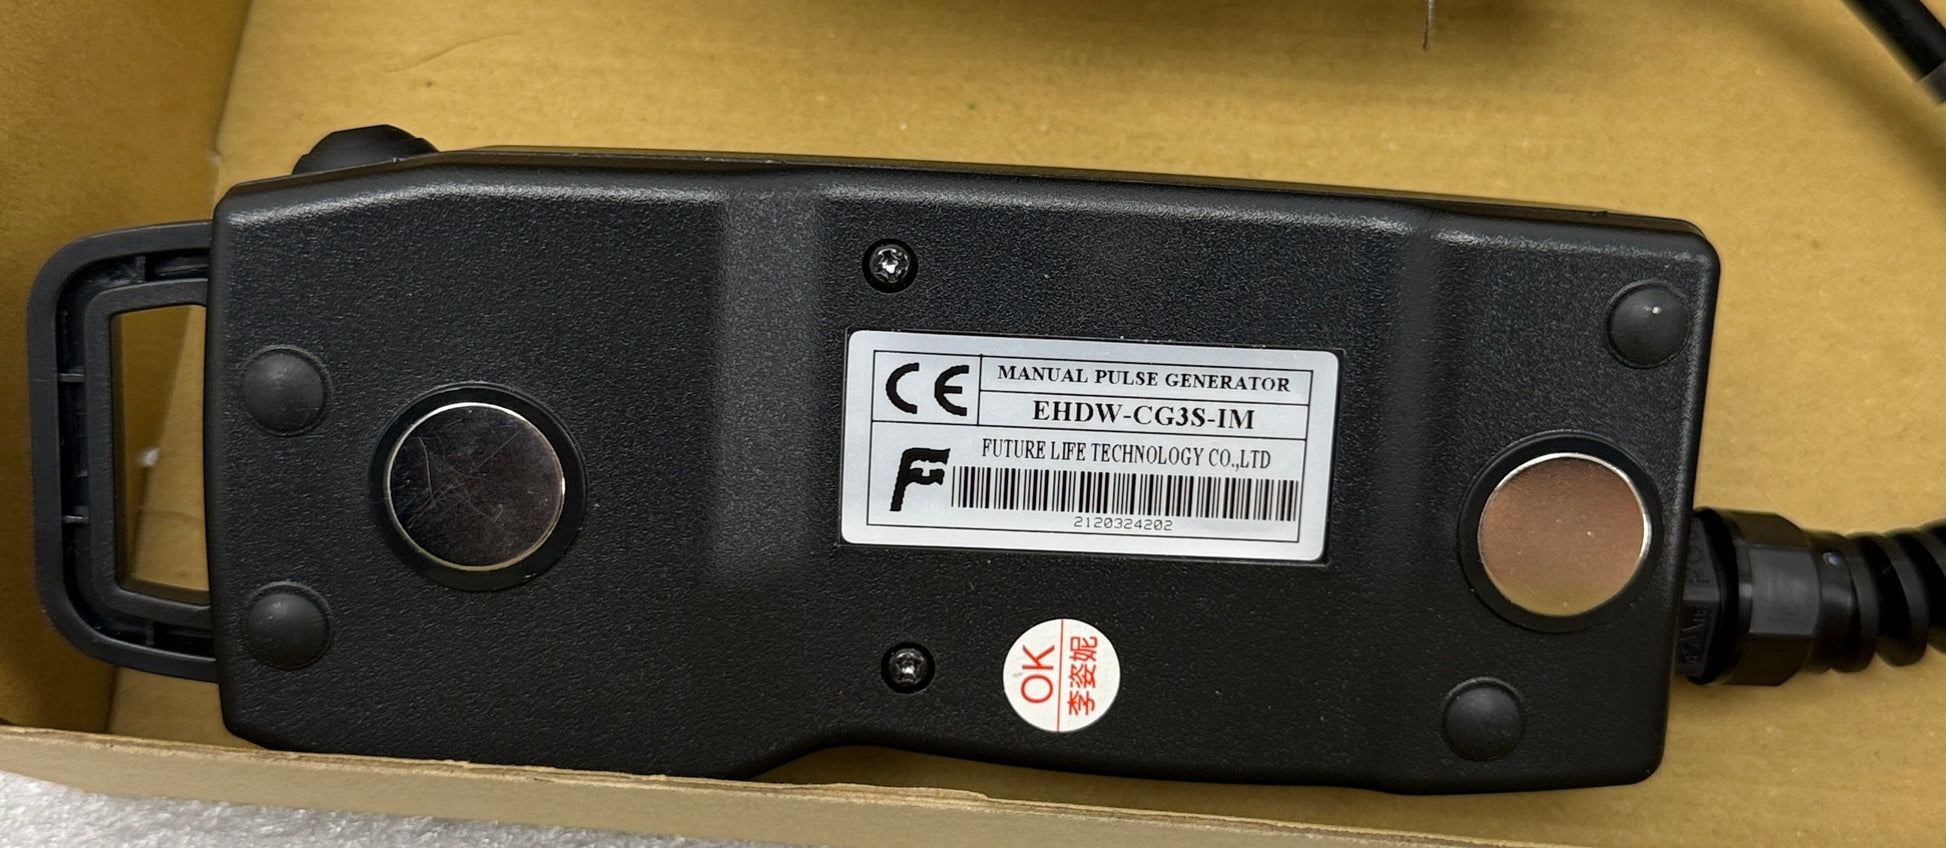 CE
MANUAL PULSE GENERATOR
EHDW-CG3S-IM
FUTURE LIFE TECHNOLOGY CO.,LTD
F
2120324202
OK
李姿妮